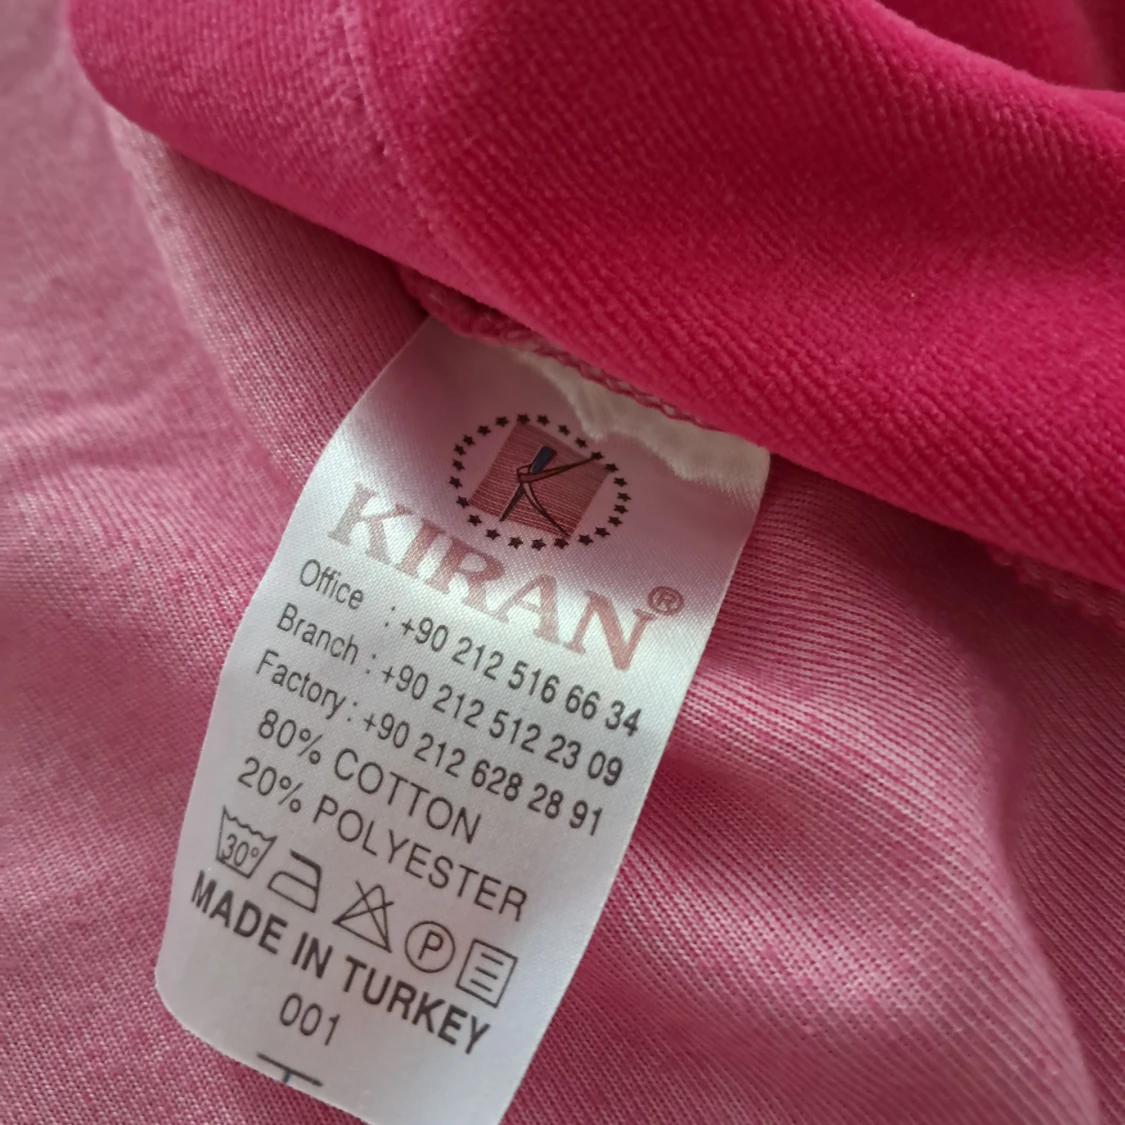 KIRAN®
Office : +90 212 516 66 34
Branch : +90 212 512 23 09
Factory : +90 212 628 28 91
80% COTTON
20% POLYESTER
30°
P
MADE IN TURKEY
001